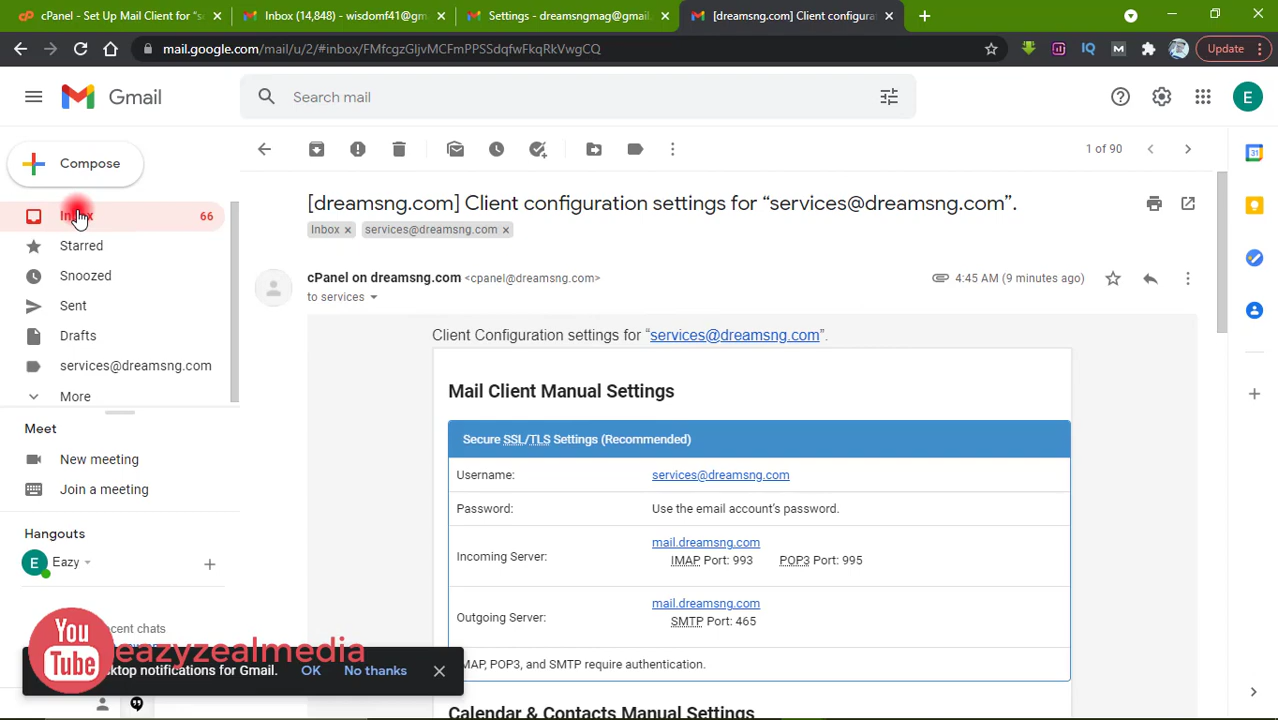 cPanel - Set Up Mail Client for "s
Inbox (14,848) - wisdomf41@gm
Settings - dreamsngmag@gmail.
[dreamsng.com] Client configura
mail.google.com/mail/u/2/#inbox/FMfcgzGljvMCFmPPSSdqfwFkqRkVwgCQ
IQ
M
Update
Gmail
Search mail
E
Compose
1 of 90
Inbox
66
Starred
Snoozed
Sent
Drafts
services@dreamsng.com
More
Meet
New meeting
Join a meeting
Hangouts
E
Eazy
ecent chats
[dreamsng.com] Client configuration settings for “services@dreamsng.com”.
Inbox
services@dreamsng.com
cPanel on dreamsng.com <cpanel@dreamsng.com>
4:45 AM (9 minutes ago)
to services
Client Configuration settings for “services@dreamsng.com”.
Mail Client Manual Settings
Secure SSL/TLS Settings (Recommended)
Username: services@dreamsng.com
Password: Use the email account’s password.
Incoming Server: mail.dreamsng.com
IMAP Port: 993 POP3 Port: 995
Outgoing Server: mail.dreamsng.com
SMTP Port: 465
MAP, POP3, and SMTP require authentication.
Calendar & Contacts Manual Settings
You
Tube
eazyzealmedia
ktop notifications for Gmail.
OK
No thanks
31